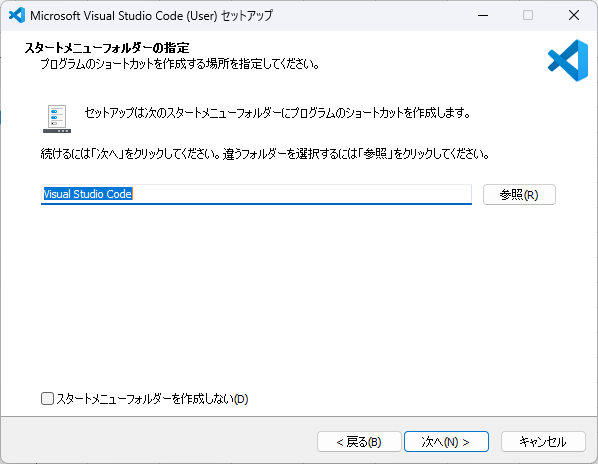 Microsoft Visual Studio Code (User) セットアップ
スタートメニューフォルダーの指定
プログラムのショートカットを作成する場所を指定してください。
セットアップは次のスタートメニューフォルダーにプログラムのショートカットを作成します。
続けるには「次へ」をクリックしてください。違うフォルダーを選択するには「参照」をクリックしてください。
Visual Studio Code
参照(R)
スタートメニューフォルダーを作成しない(D)
< 戻る(B)
次へ(N) >
キャンセル